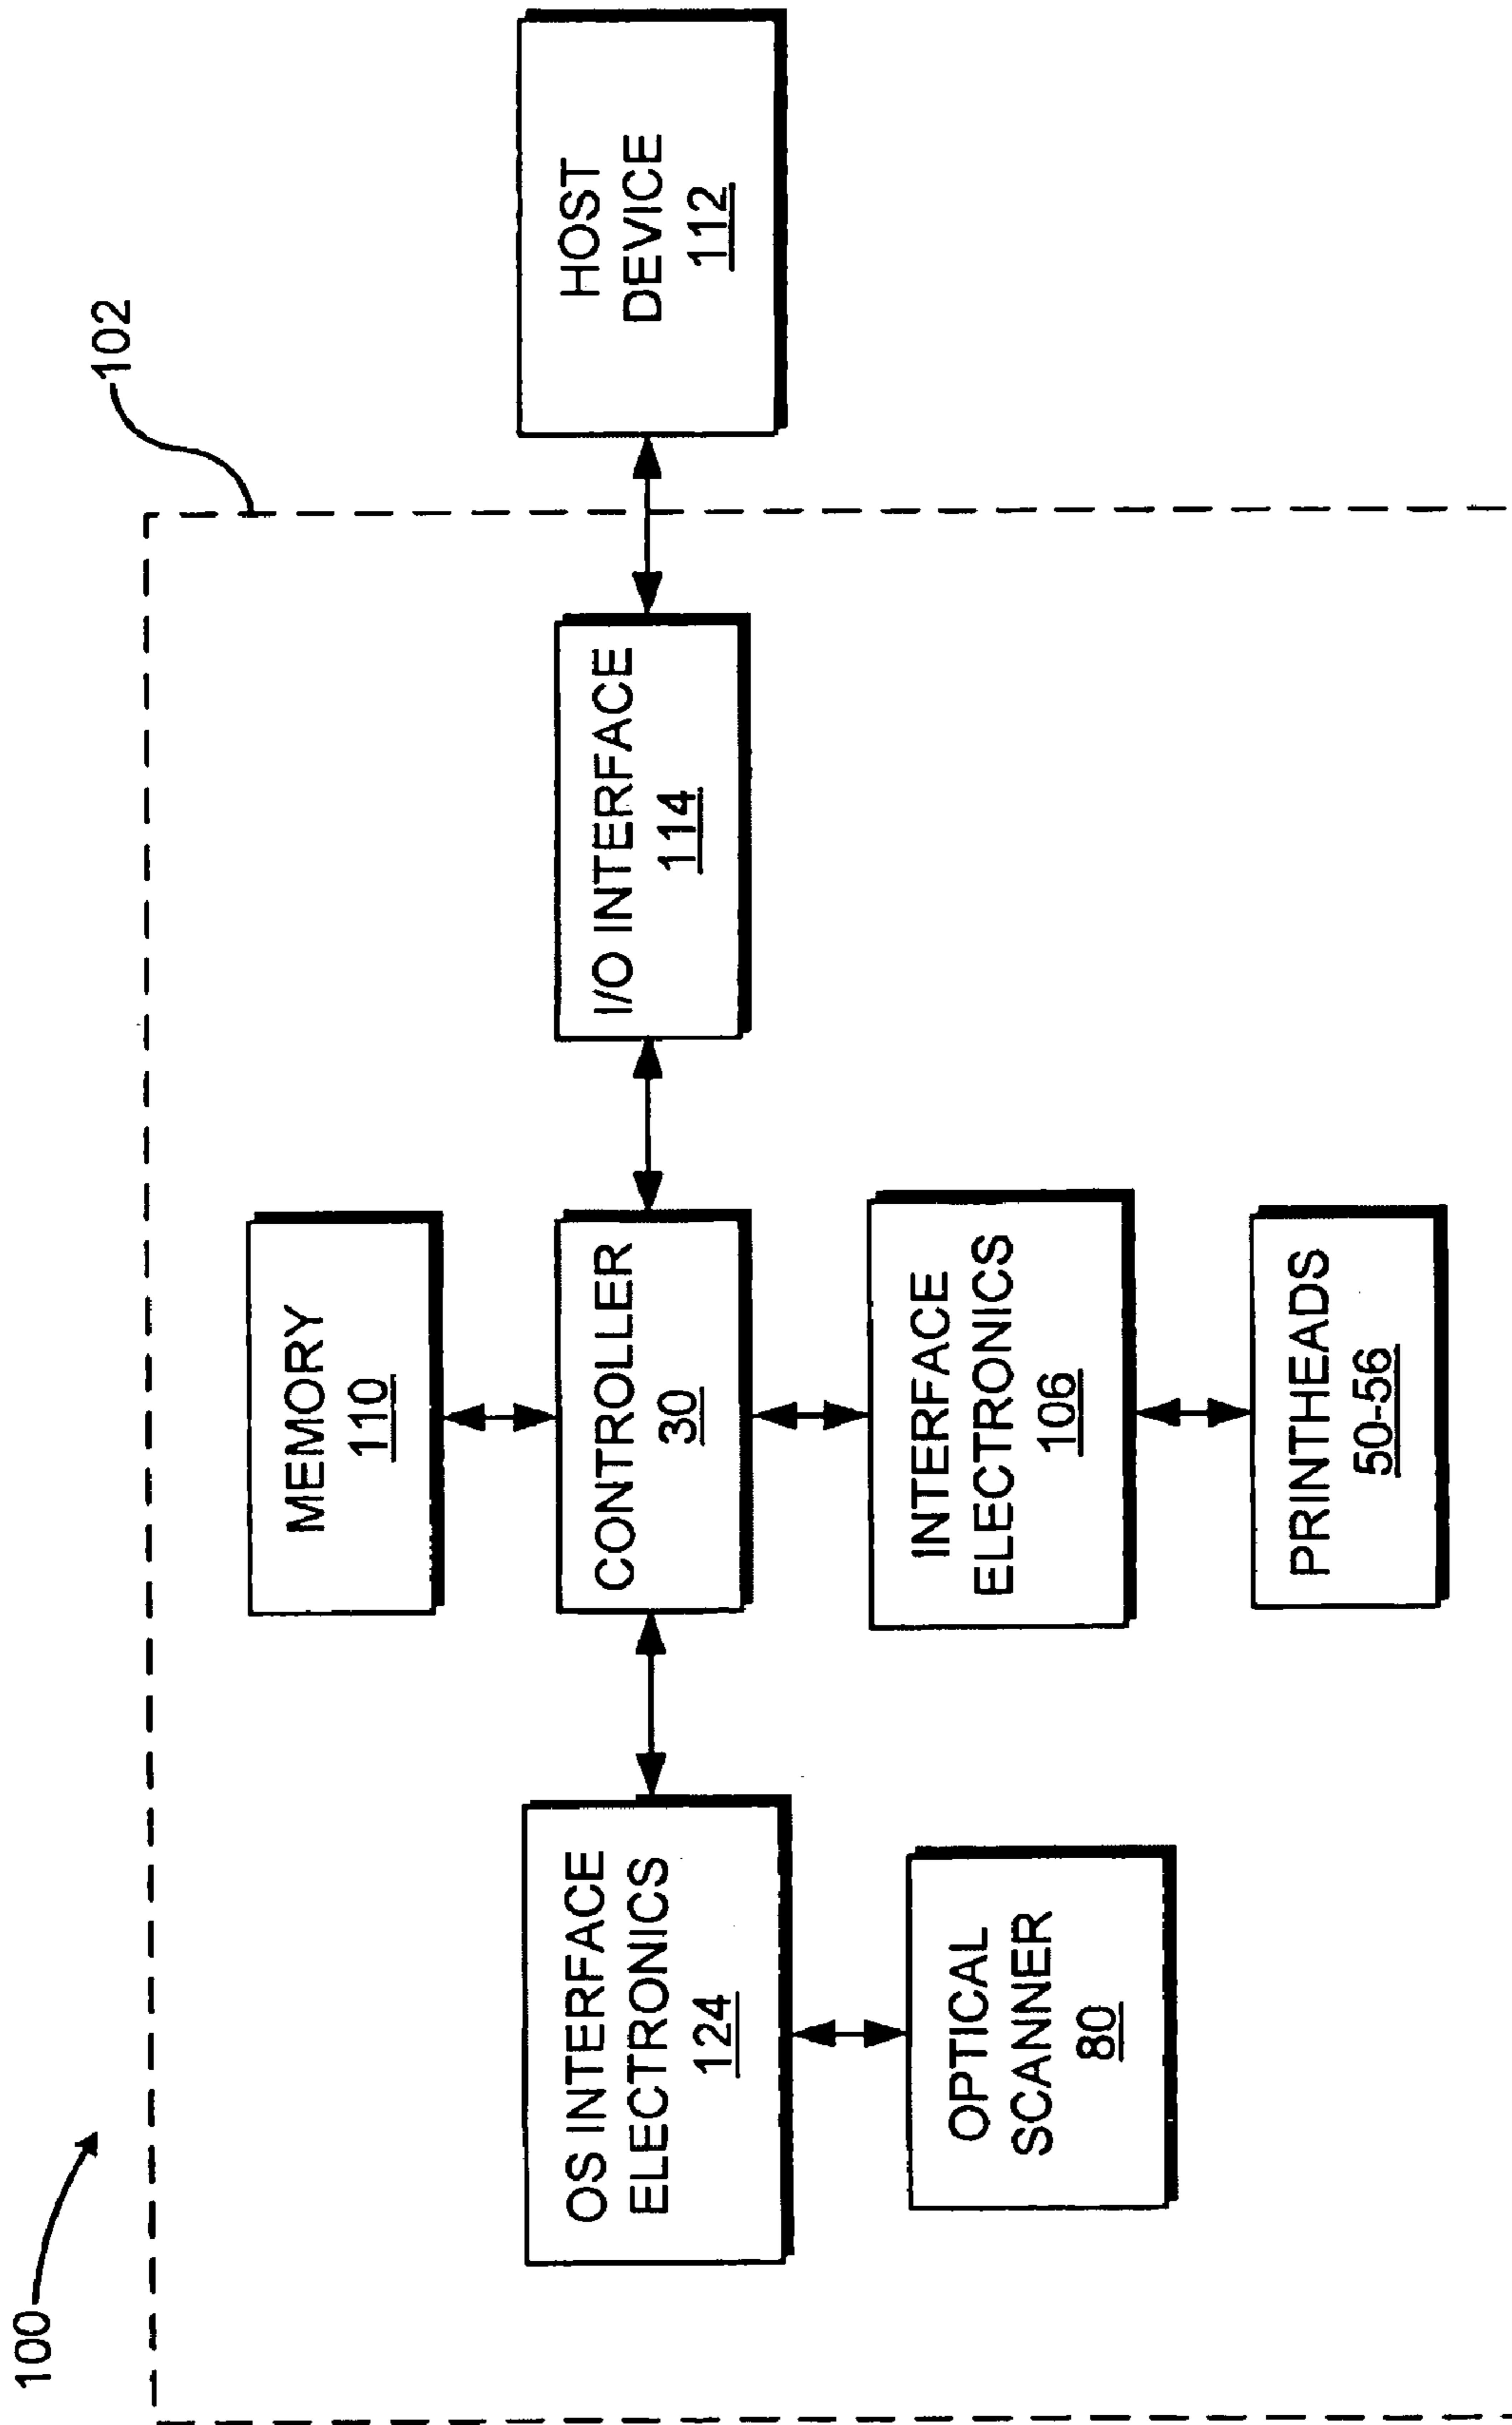 100
102
MEMORY
110
OS INTERFACE
ELECTRONICS
124
CONTROLLER
30
I/O INTERFACE
114
HOST
DEVICE
112
OPTICAL
SCANNER
80
INTERFACE
ELECTRONICS
106
PRINTHEADS
50-56